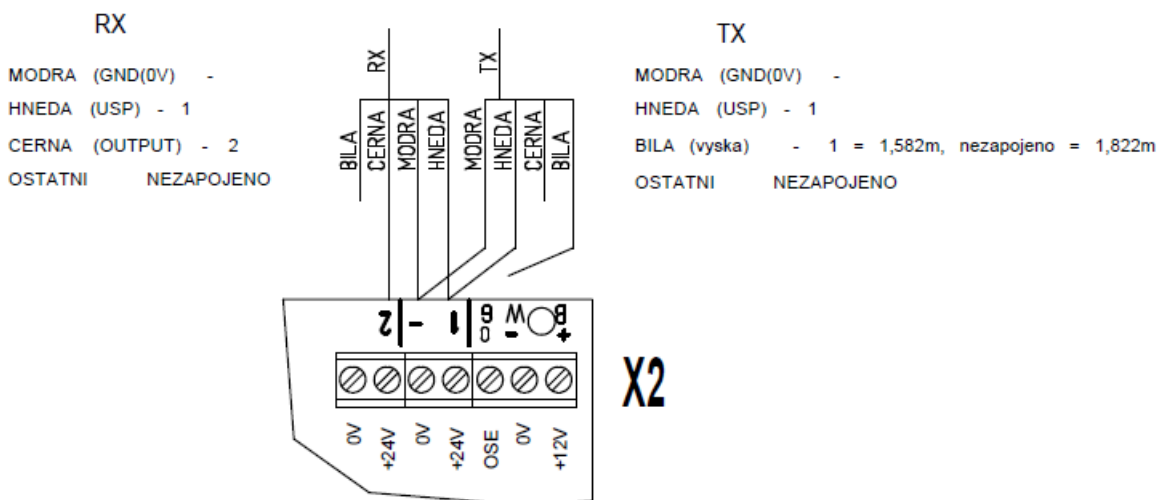 RX
MODRA (GND(0V) -
HNEDA (USP) - 1
CERNA (OUTPUT) - 2
OSTATNI NEZAPOJENO
RX
BILA
CERNA
MODRA
HNEDA
TX
MODRA
HNEDA
CERNA
BILA
TX
MODRA (GND(0V) -
HNEDA (USP) - 1
BILA (vyska) - 1 = 1,582m, nezapojeno = 1,822m
OSTATNI NEZAPOJENO
2 - 1 G W B
o - +
X2
0V
+24V
0V
+24V
OSE
0V
+12V